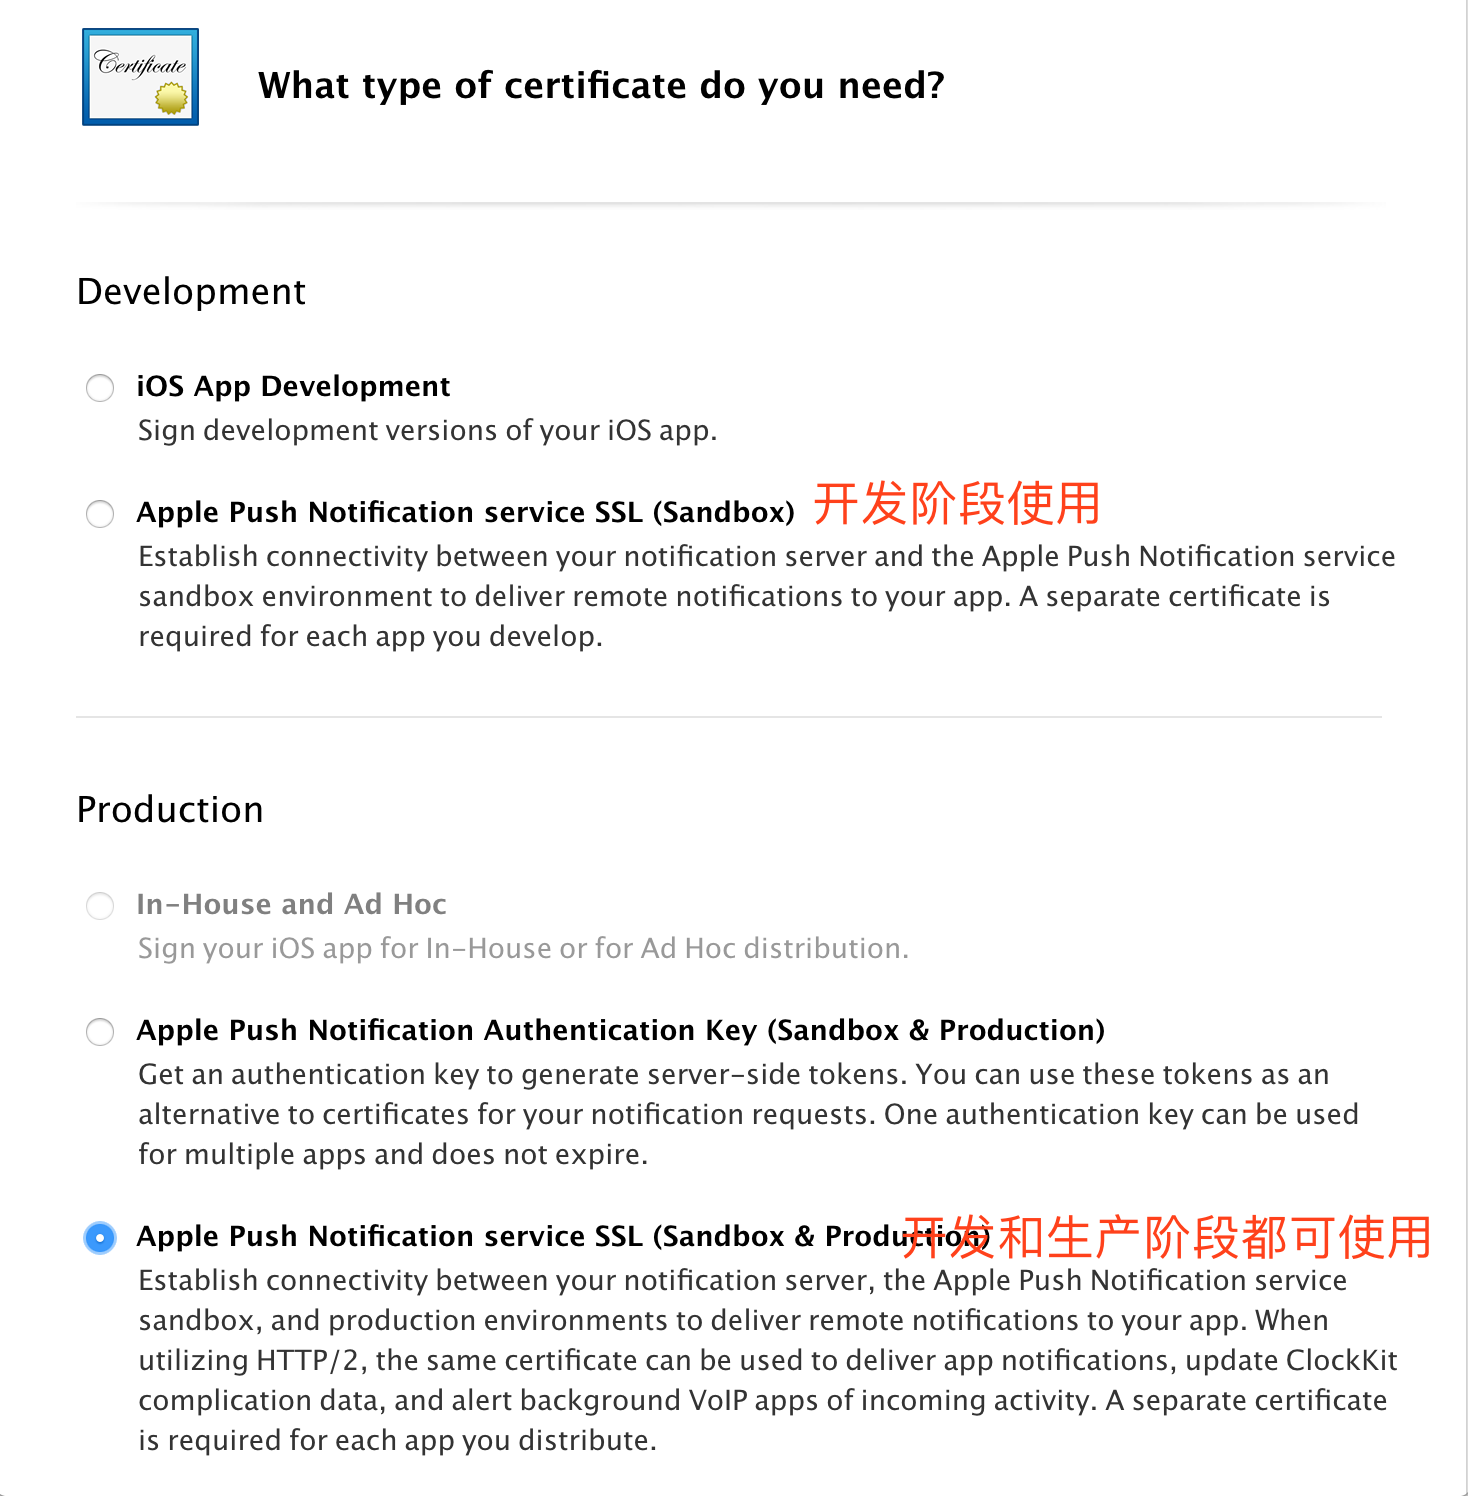 Certificate
What type of certificate do you need?
Development
iOS App Development
Sign development versions of your iOS app.
Apple Push Notification service SSL (Sandbox) 开发阶段使用
Establish connectivity between your notification server and the Apple Push Notification service
sandbox environment to deliver remote notifications to your app. A separate certificate is
required for each app you develop.
Production
In-House and Ad Hoc
Sign your iOS app for In-House or for Ad Hoc distribution.
Apple Push Notification Authentication Key (Sandbox & Production)
Get an authentication key to generate server-side tokens. You can use these tokens as an
alternative to certificates for your notification requests. One authentication key can be used
for multiple apps and does not expire.
Apple Push Notification service SSL (Sandbox & Production) 开发和生产阶段都可使用
Establish connectivity between your notification server, the Apple Push Notification service
sandbox, and production environments to deliver remote notifications to your app. When
utilizing HTTP/2, the same certificate can be used to deliver app notifications, update ClockKit
complication data, and alert background VoIP apps of incoming activity. A separate certificate
is required for each app you distribute.